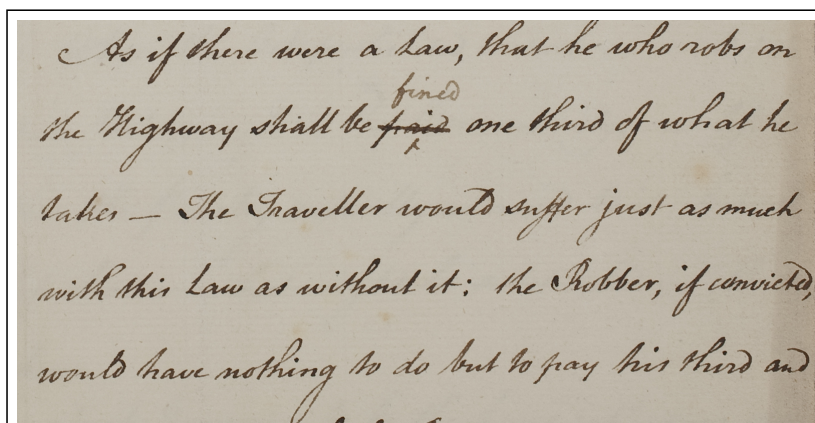 As if there were a Law, that he who robs on
fined
the Highway shall be paid one third of what he
takes — The Traveller would suffer just as much
with this Law as without it: the Robber, if convicted,
would have nothing to do but to pay his third and